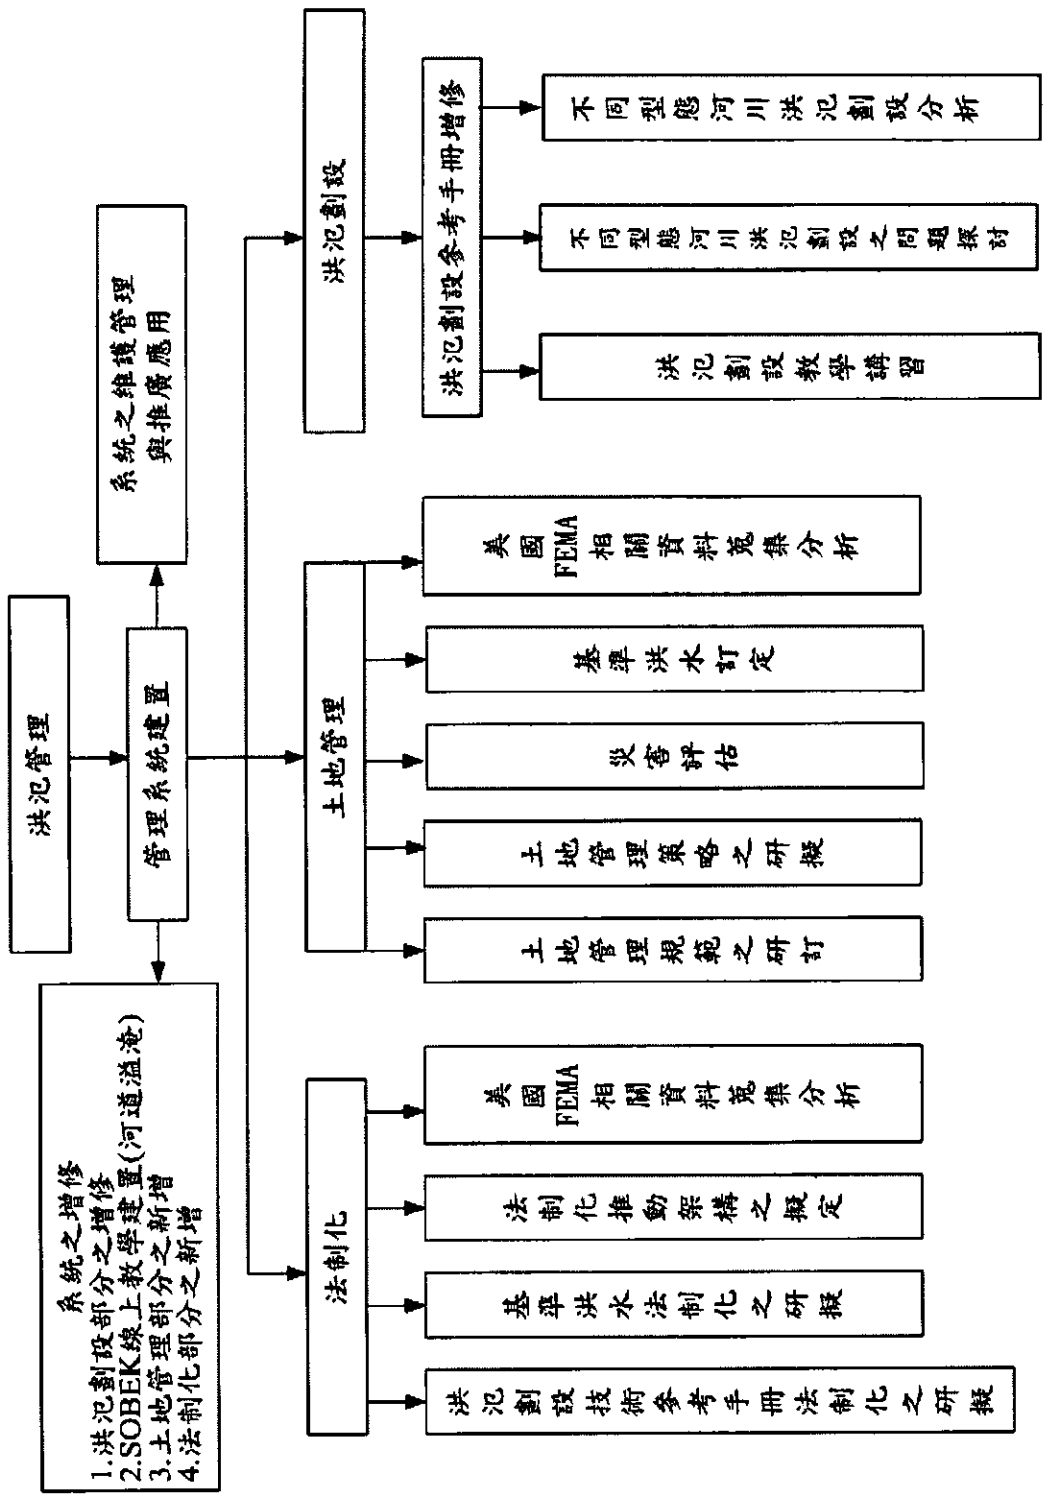 洪氾管理
管理系統建置
系統之增修
1.洪氾劃設部分之增修
2.SOBEK線上教學建置(河道溢淹)
3.土地管理部分之新增
4.法制化部分之新增
系統之維護管理
與推廣應用
法制化
土地管理
洪氾劃設
洪氾劃設技術參考手冊法制化之研擬
基準洪水法制化之研擬
法制化推動架構之擬定
美國FEMA相關資料蒐集分析
土地管理規範之研訂
土地管理策略之研擬
災害評估
基準洪水訂定
美國FEMA相關資料蒐集分析
洪氾劃設參考手冊增修
洪氾劃設教學講習
不同型態河川洪氾劃設之問題探討
不同型態河川洪氾劃設分析